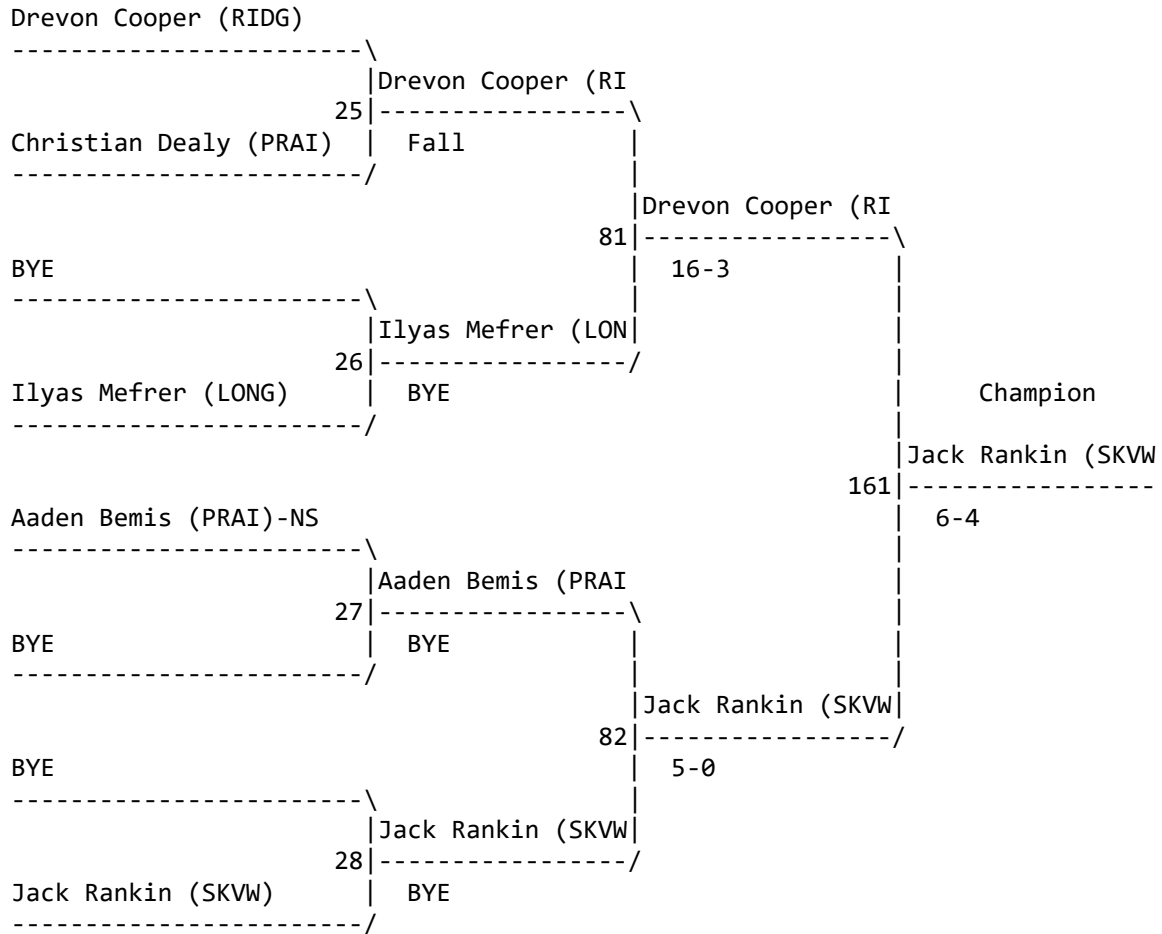 Drevon Cooper (RIDG)
Drevon Cooper (RI
25
Christian Dealy (PRAI) Fall
Drevon Cooper (RI
81
BYE 16-3
Ilyas Mefrer (LON
26
Ilyas Mefrer (LONG) BYE Champion
Jack Rankin (SKVW
161
Aaden Bemis (PRAI)-NS 6-4
Aaden Bemis (PRAI
27
BYE BYE
Jack Rankin (SKVW
82
BYE 5-0
Jack Rankin (SKVW
28
Jack Rankin (SKVW) BYE